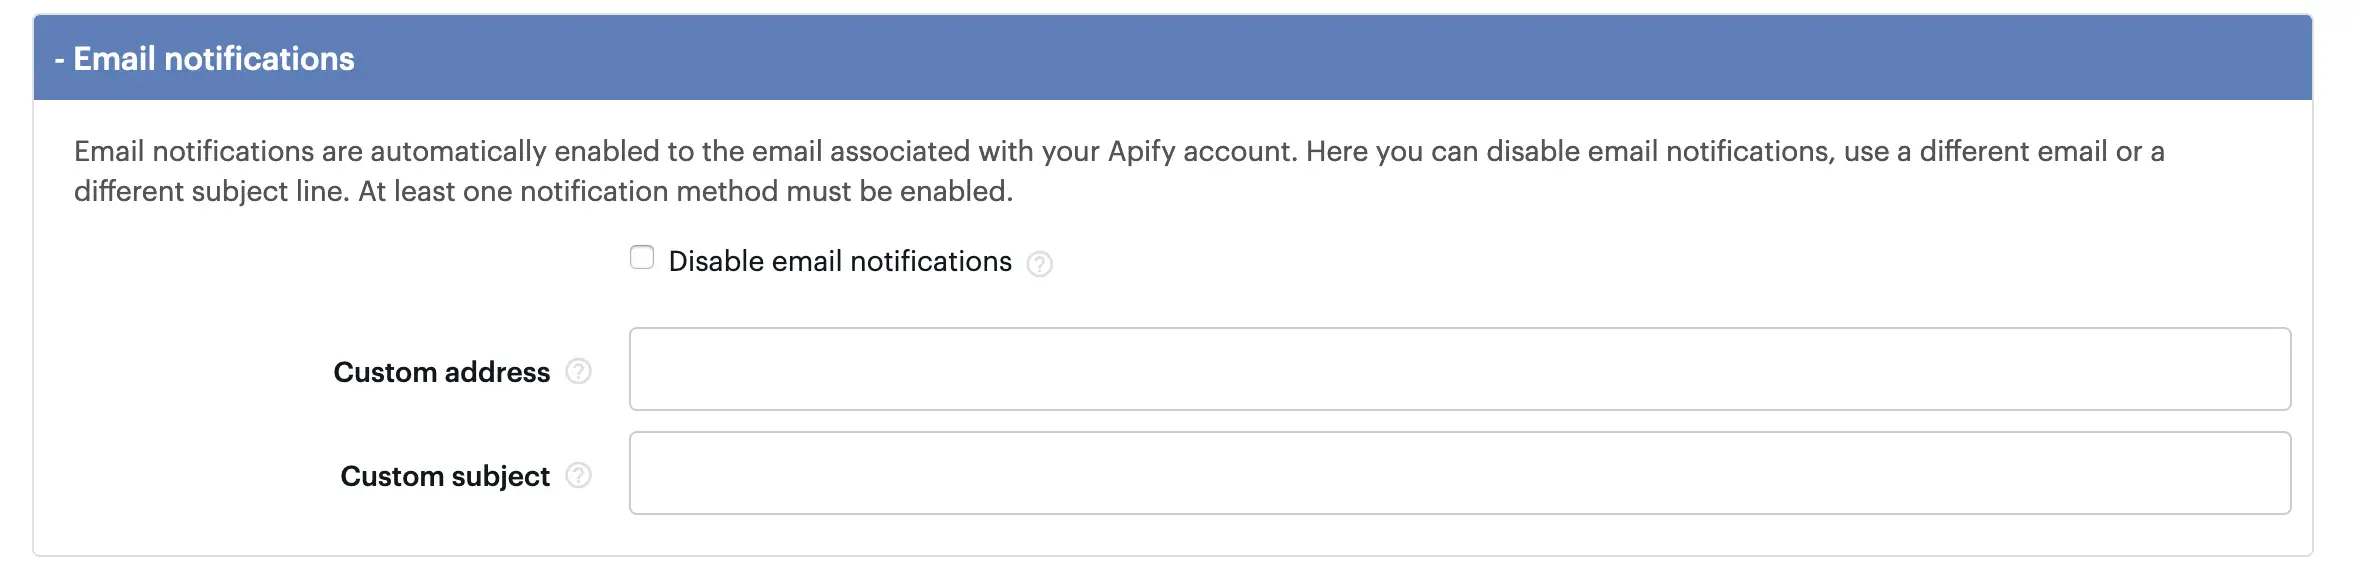 - Email notifications
Email notifications are automatically enabled to the email associated with your Apify account. Here you can disable email notifications, use a different email or a
different subject line. At least one notification method must be enabled.
Disable email notifications ?
Custom address ?
Custom subject ?